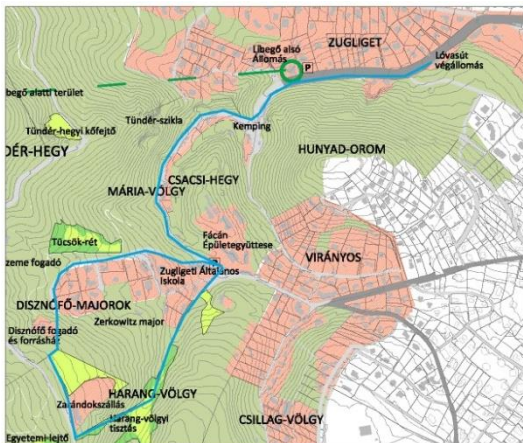 ZUGLIGET
Libegő alsó
Állomás
P
Lóvasút
végállomás
begő alatti terület
Tündér-szikla
Kemping
Tündér-hegyi kőfejtő
HUNYAD-OROM
DÉR-HEGY
CSACSI-HEGY
MÁRIA-VÖLGY
Fácán
Épületegyüttese
Tücsök-rét
VIRÁNYOS
zeme fogadó
Zugligeti Általános
Iskola
DISZNÓFŐ-MAJOROK
Zerkowitz major
Disznófő fogadó
és forrásház
HARANG-VÖLGY
Zarándokszállás
Harang-völgyi
tisztás
CSILLAG-VÖLGY
Egyetemi-lejtő